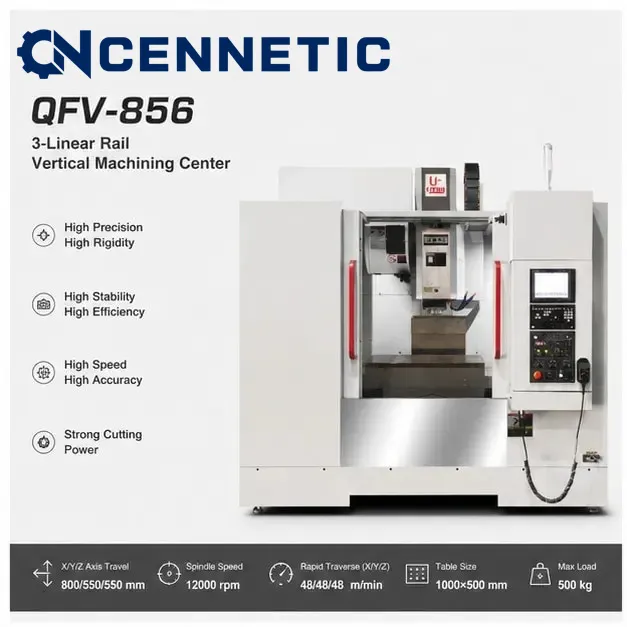 CNCENNETIC
QFV-856
3-Linear Rail
Vertical Machining Center
High Precision
High Rigidity
High Stability
High Efficiency
High Speed
High Accuracy
Strong Cutting
Power
X/Y/Z Axis Travel
800/550/550 mm
Spindle Speed
12000 rpm
Rapid Traverse (X/Y/Z)
48/48/48 m/min
Table Size
1000×500 mm
Max Load
500 kg